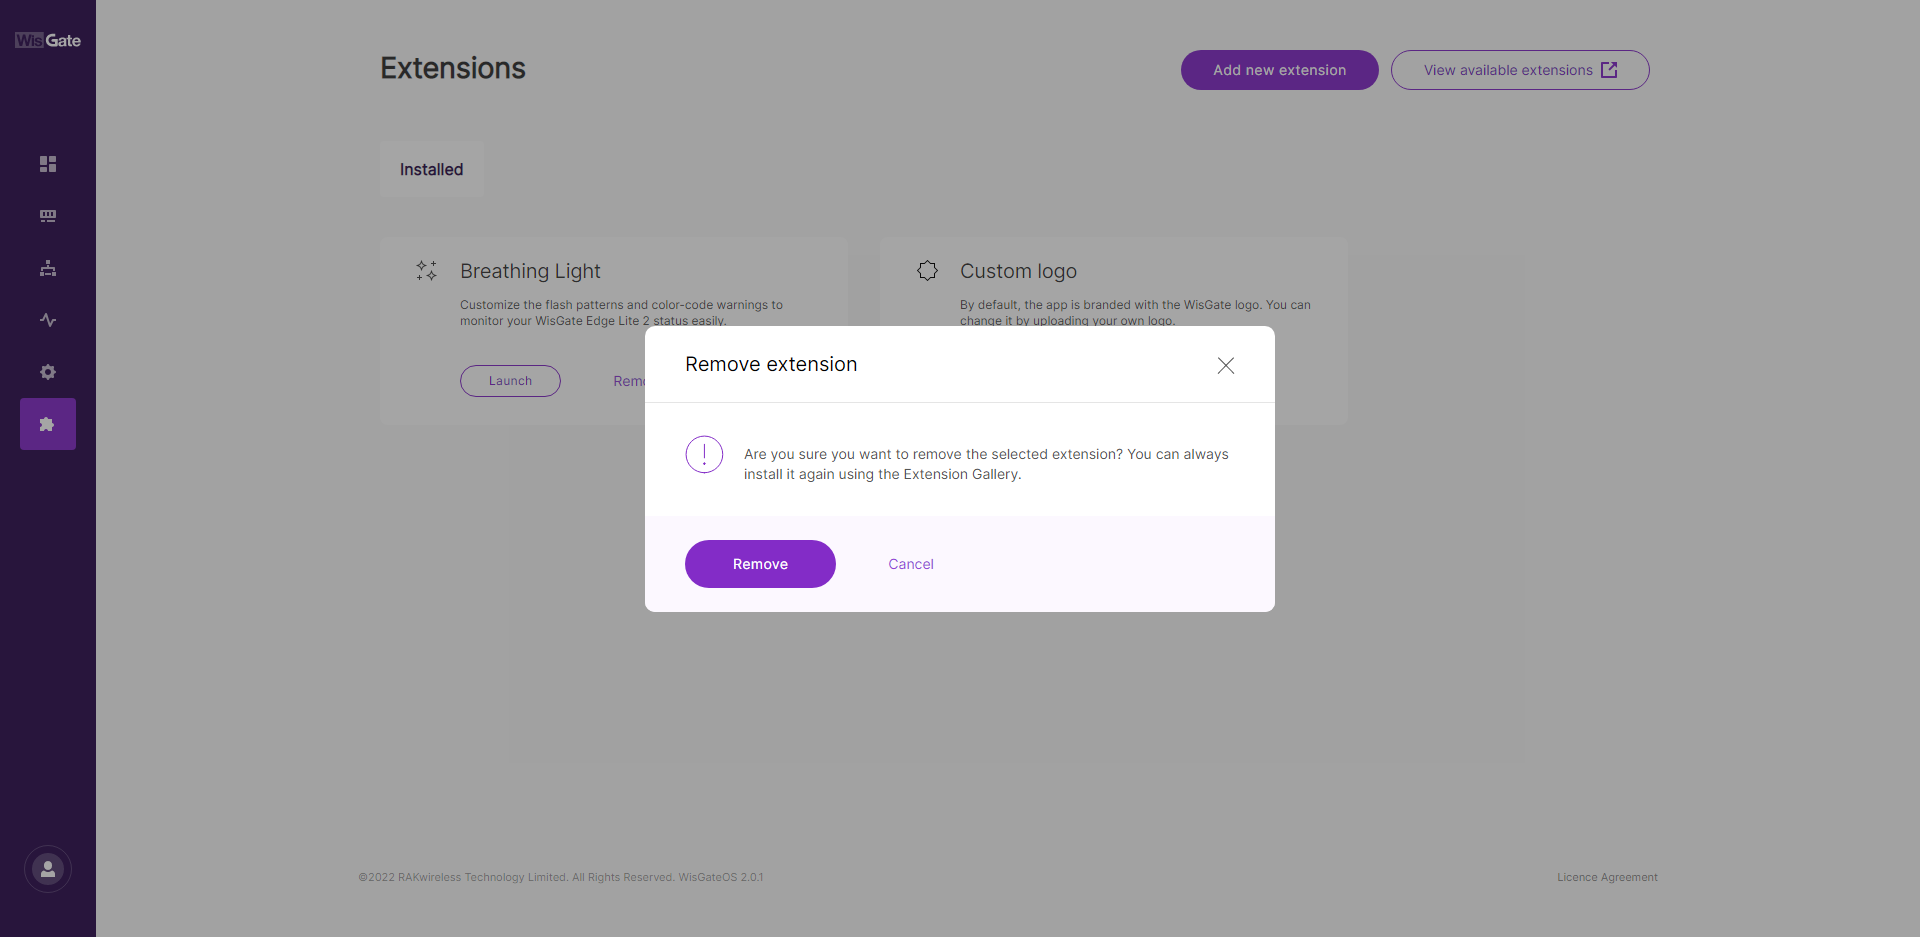 WisGate
Extensions
Add new extension
View available extensions
Installed
Breathing Light
Customize the flash patterns and color-code warnings to
monitor your WisGate Edge Lite 2 status easily.
Launch
Custom logo
By default, the app is branded with the WisGate logo. You can
change it by uploading your own logo.
Remove extension
Are you sure you want to remove the selected extension? You can always
install it again using the Extension Gallery.
Remove
Cancel
©2022 RAKwireless Technology Limited. All Rights Reserved. WisGateOS 2.0.1
Licence Agreement